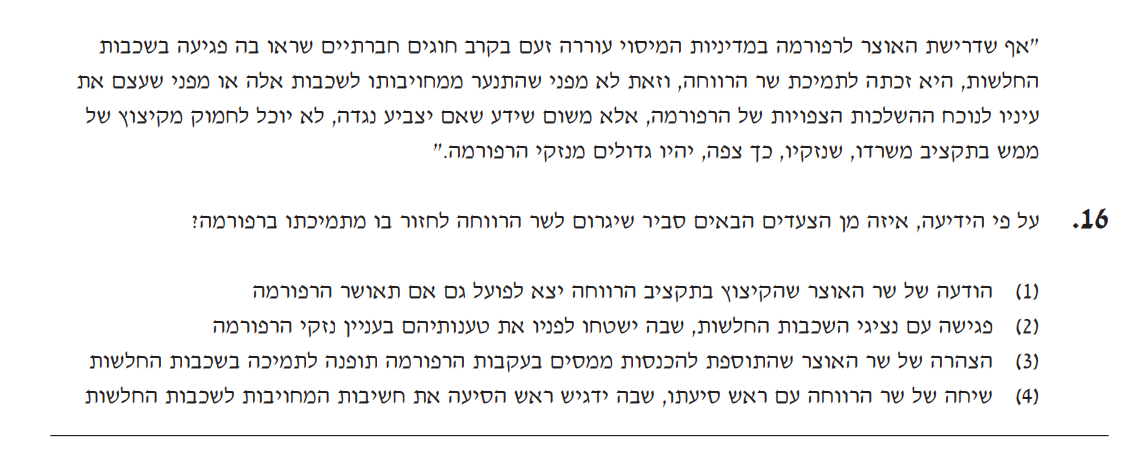 "אף שדרישת האוצר לרפורמה במדיניות המיסוי עוררה זעם בקרב חוגים חברתיים שראו בה פגיעה בשכבות
החלשות, היא זכתה לתמיכת שר הרווחה, וזאת לא מפני שהתנער ממחויבותו לשכבות אלה או מפני שעצם את
עיניו לנוכח ההשלכות הצפויות של הרפורמה, אלא משום שידע שאם יצביע נגדה, לא יוכל לחמוק מקיצוץ של
ממש בתקציב משרדו, שנזקיו, כך צפה, יהיו גדולים מנזקי הרפורמה."
16. על פי הידיעה, איזה מן הצעדים הבאים סביר שיגרום לשר הרווחה לחזור בו מתמיכתו ברפורמה?
(1) הודעה של שר האוצר שהקיצוץ בתקציב הרווחה יצא לפועל גם אם תאושר הרפורמה
(2) פגישה עם נציגי השכבות החלשות, שבה ישטחו לפניו את טענותיהם בעניין נזקי הרפורמה
(3) הצהרה של שר האוצר שהתוספת להכנסות ממסים בעקבות הרפורמה תופנה לתמיכה בשכבות החלשות
(4) שיחה של שר הרווחה עם ראש סיעתו, שבה ידגיש ראש הסיעה את חשיבות המחויבות לשכבות החלשות